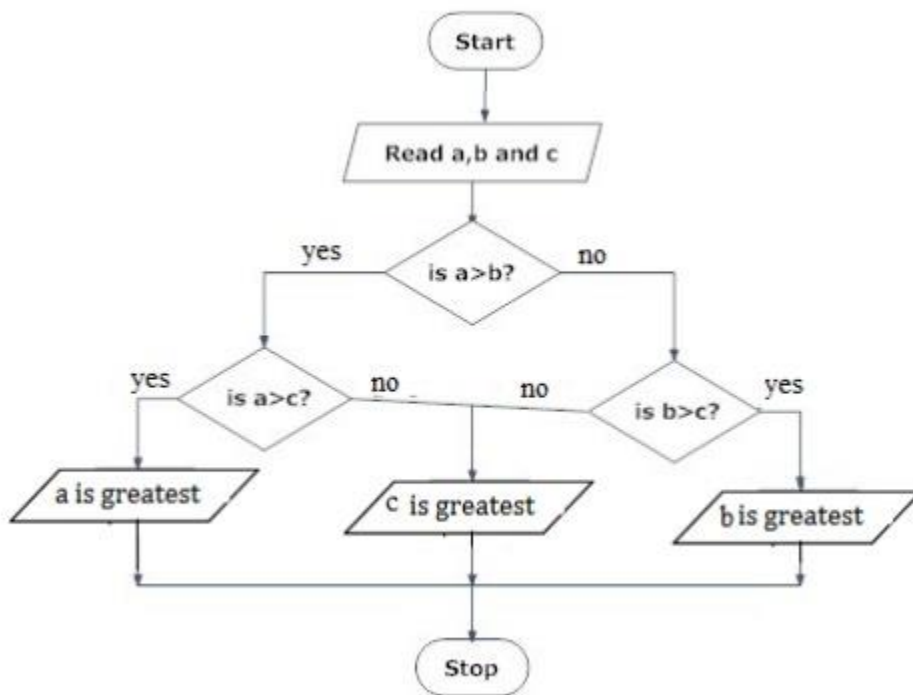 Start
Read a,b and c
is a>b?
yes
no
is a>c?
yes
no
is b>c?
no
yes
a is greatest
c is greatest
b is greatest
Stop